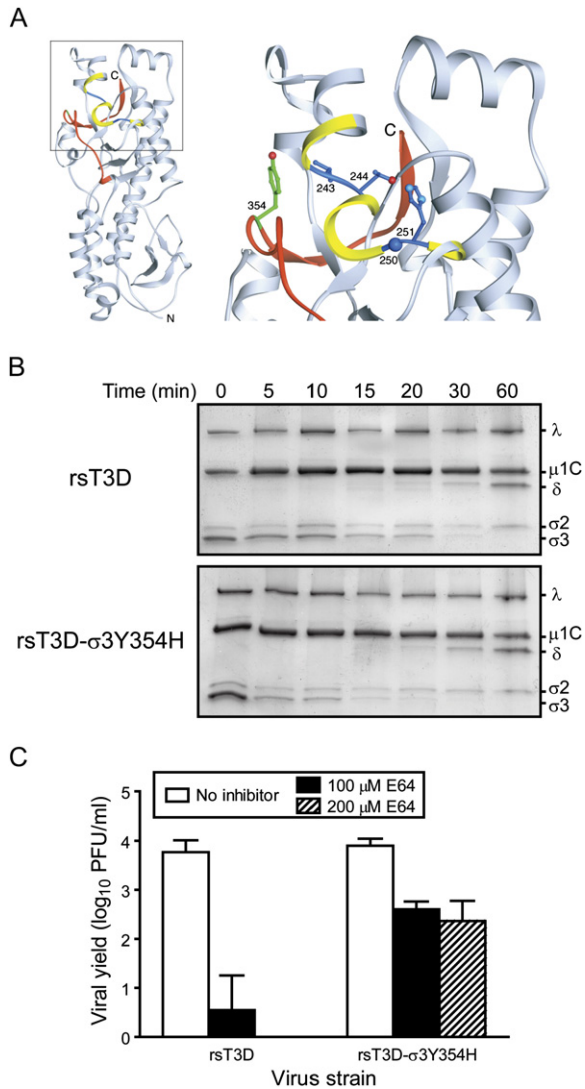 A
C
N
C
354
243
244
251
250
B
Time (min) 0 5 10 15 20 30 60
rsT3D
λ
μ1C
δ
σ2
σ3
rsT3D-σ3Y354H
λ
μ1C
δ
σ2
σ3
C
No inhibitor
100 μM E64
200 μM E64
Viral yield (log10 PFU/ml)
5
4
3
2
1
0
rsT3D
rsT3D-σ3Y354H
Virus strain